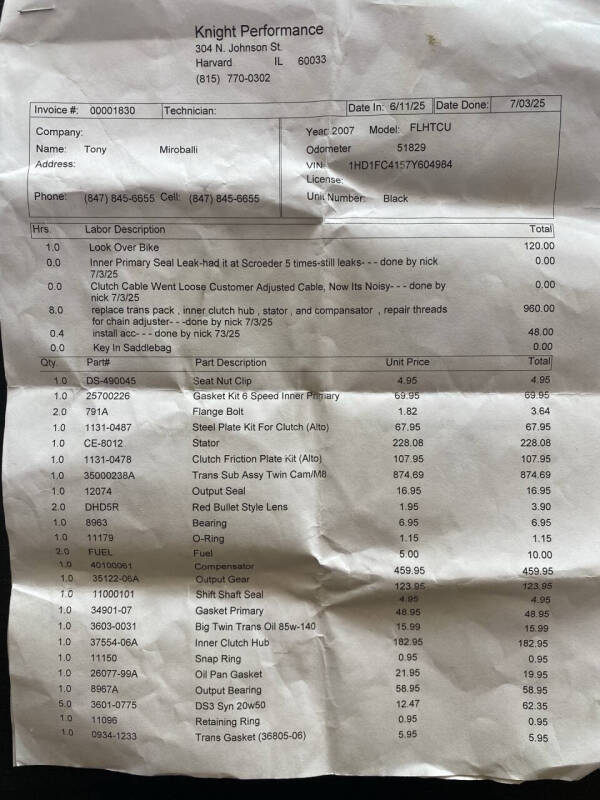 Knight Performance
304 N. Johnson St.
Harvard IL 60033
(815) 770-0302
Invoice #: 00001830 Technician: Date In: 6/11/25 Date Done: 7/03/25
Company: Year: 2007 Model: FLHTCU
Name: Tony Miroballi Odometer 51829
Address: VIN: 1HD1FC4157Y604984
License:
Phone: (847) 845-6655 Cell: (847) 845-6655 Unit Number: Black
Hrs. Labor Description Total
1.0 Look Over Bike 120.00
0.0 Inner Primary Seal Leak-had it at Scroeder 5 times-still leaks- - - done by nick 0.00
7/3/25
0.0 Clutch Cable Went Loose Customer Adjusted Cable, Now Its Noisy- - - done by 0.00
nick 7/3/25
8.0 replace trans pack , inner clutch hub , stator , and compansator , repair threads 960.00
for chain adjuster- - -done by nick 7/3/25
0.4 install acc- - - done by nick 73/25 48.00
0.0 Key In Saddlebag 0.00
Qty. Part# Part Description Unit Price Total
1.0 DS-490045 Seat Nut Clip 4.95 4.95
1.0 25700226 Gasket Kit 6 Speed Inner Primary 69.95 69.95
2.0 791A Flange Bolt 1.82 3.64
1.0 1131-0487 Steel Plate Kit For Clutch (Alto) 67.95 67.95
1.0 CE-8012 Stator 228.08 228.08
1.0 1131-0478 Clutch Friction Plate Kit (Alto) 107.95 107.95
1.0 35000238A Trans Sub Assy Twin Cam/M8 874.69 874.69
1.0 12074 Output Seal 16.95 16.95
2.0 DHD5R Red Bullet Style Lens 1.95 3.90
1.0 8963 Bearing 6.95 6.95
1.0 11179 O-Ring 1.15 1.15
2.0 FUEL Fuel 5.00 10.00
1.0 40100061 Compensator 459.95 459.95
1.0 35122-06A Output Gear 123.95 123.95
1.0 11000101 Shift Shaft Seal 4.95 4.95
1.0 34901-07 Gasket Primary 48.95 48.95
1.0 3603-0031 Big Twin Trans Oil 85w-140 15.99 15.99
1.0 37554-06A Inner Clutch Hub 182.95 182.95
1.0 11150 Snap Ring 0.95 0.95
1.0 26077-99A Oil Pan Gasket 21.95 19.95
1.0 8967A Output Bearing 58.95 58.95
5.0 3601-0775 DS3 Syn 20w50 12.47 62.35
1.0 11096 Retaining Ring 0.95 0.95
1.0 0934-1233 Trans Gasket (36805-06) 5.95 5.95